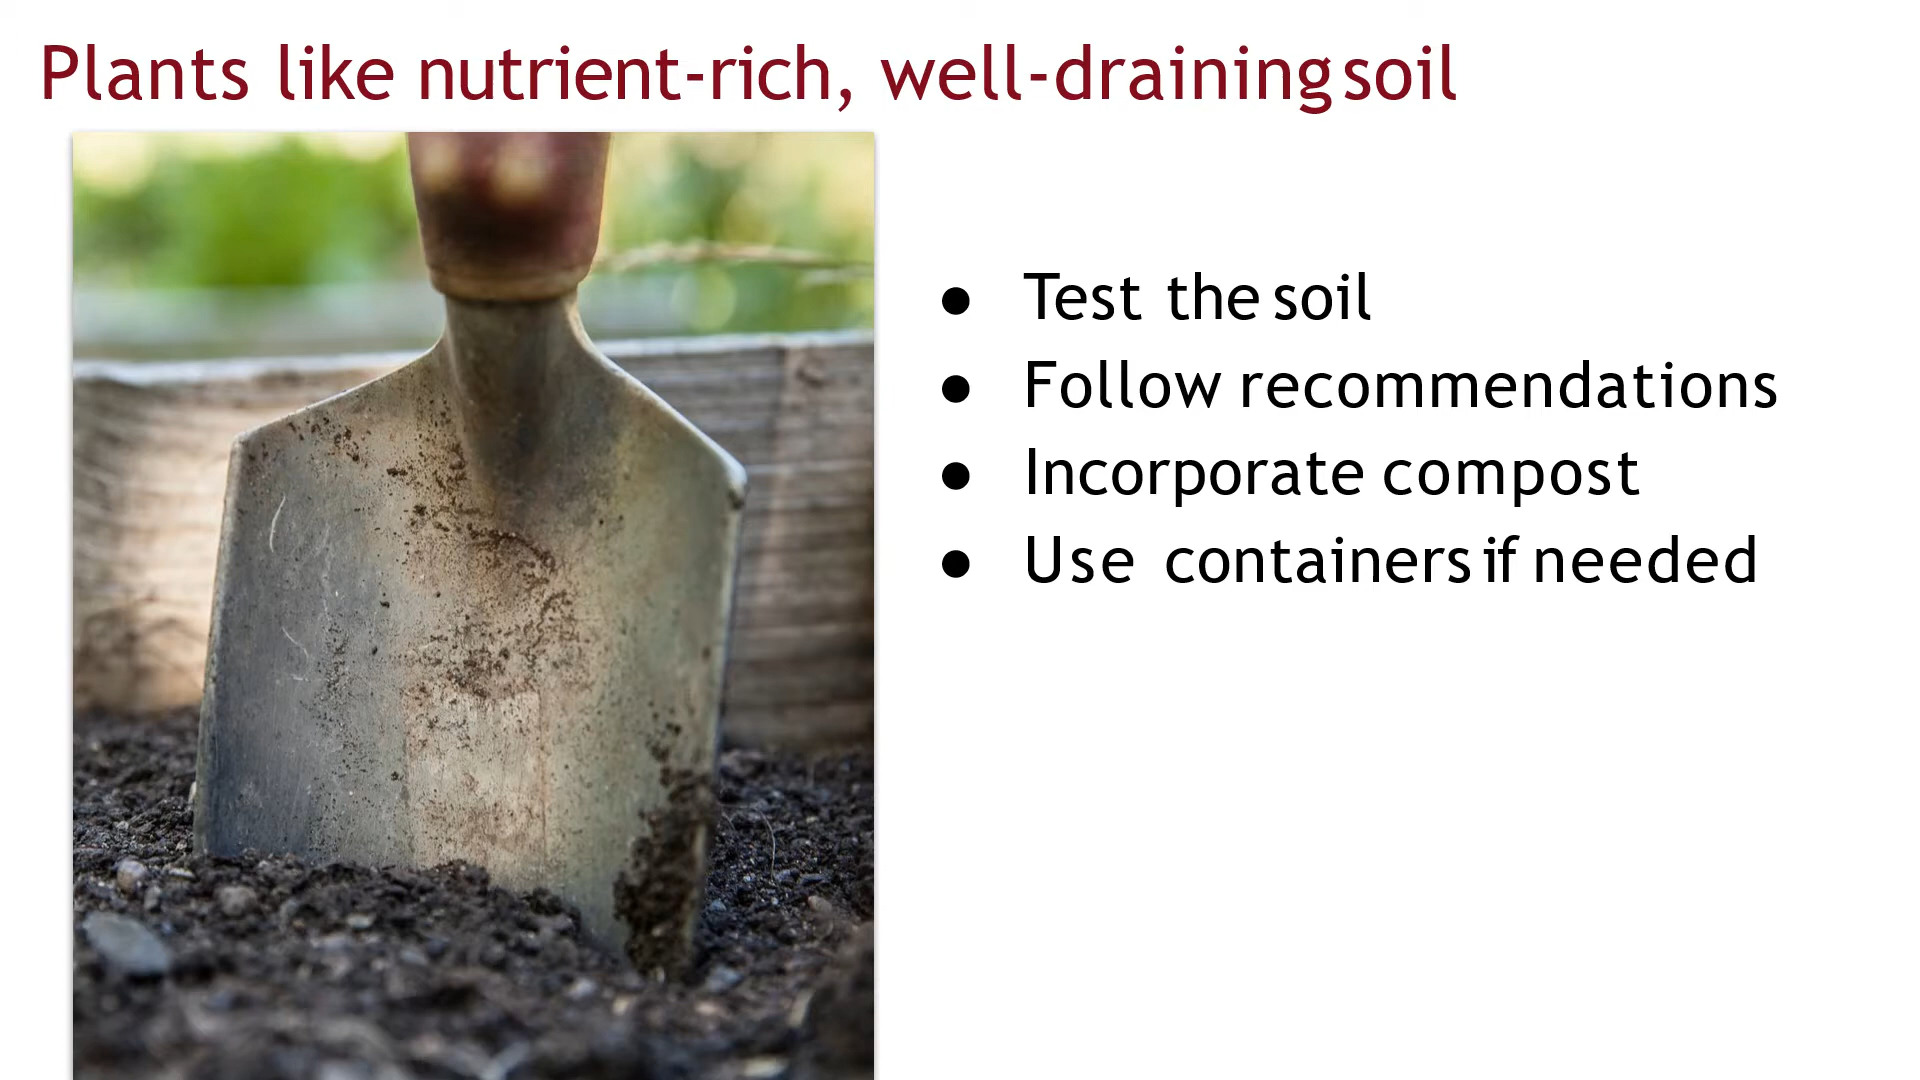 Plants like nutrient-rich, well-draining soil
● Test the soil
● Follow recommendations
● Incorporate compost
● Use containers if needed